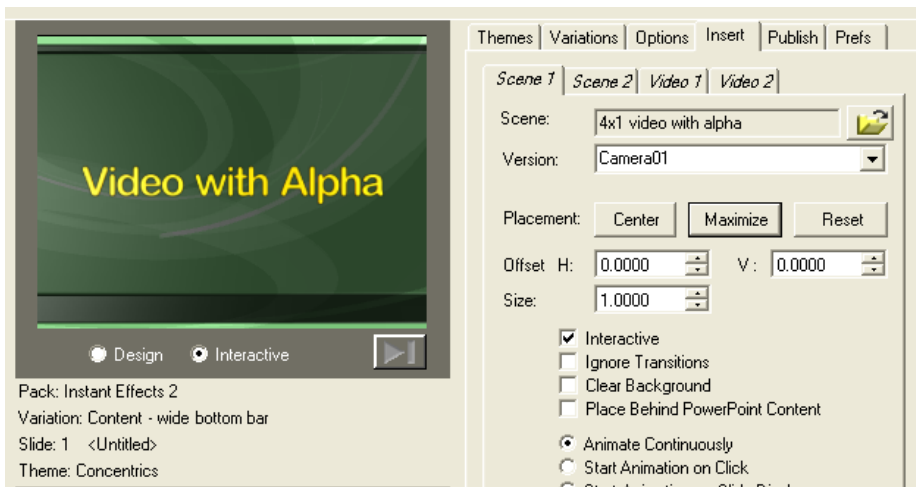 Themes Variations Options Insert Publish Prefs
Scene 1 Scene 2 Video 1 Video 2
Scene: 4x1 video with alpha
Version: Camera01
Video with Alpha
Placement: Center Maximize Reset
Offset H: 0.0000 V: 0.0000
Size: 1.0000
Interactive
Design Interactive
Ignore Transitions
Clear Background
Place Behind PowerPoint Content
Pack: Instant Effects 2
Variation: Content - wide bottom bar
Slide: 1 <Untitled>
Theme: Concentrics
Animate Continuously
Start Animation on Click